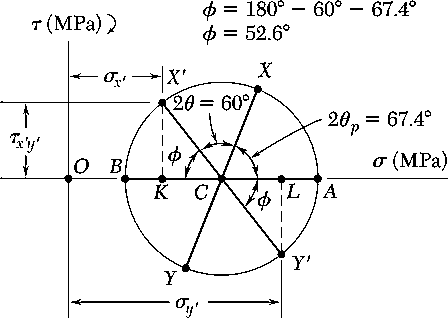 τ (MPa)
ϕ = 180° − 60° − 67.4°
ϕ = 52.6°
σx′
X′
X
2θ = 60°
2θp = 67.4°
τx′y′
ϕ
O
B
σ (MPa)
K
C
L
A
ϕ
Y
Y′
σy′